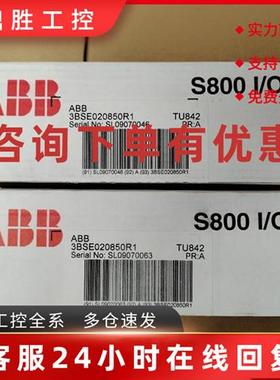 胜工控
实力
支持
免费
ABB
S800 I/O
ABB
3BSE020850R1
TU842
Serial No: SL09070046
PR:A
咨询下单有优惠
ABB
S800 I/O
ABB
3BSE020850R1
TU842
Serial No: SL09070063
PR:A
工控全系 多仓速发
客服24小时在线回复